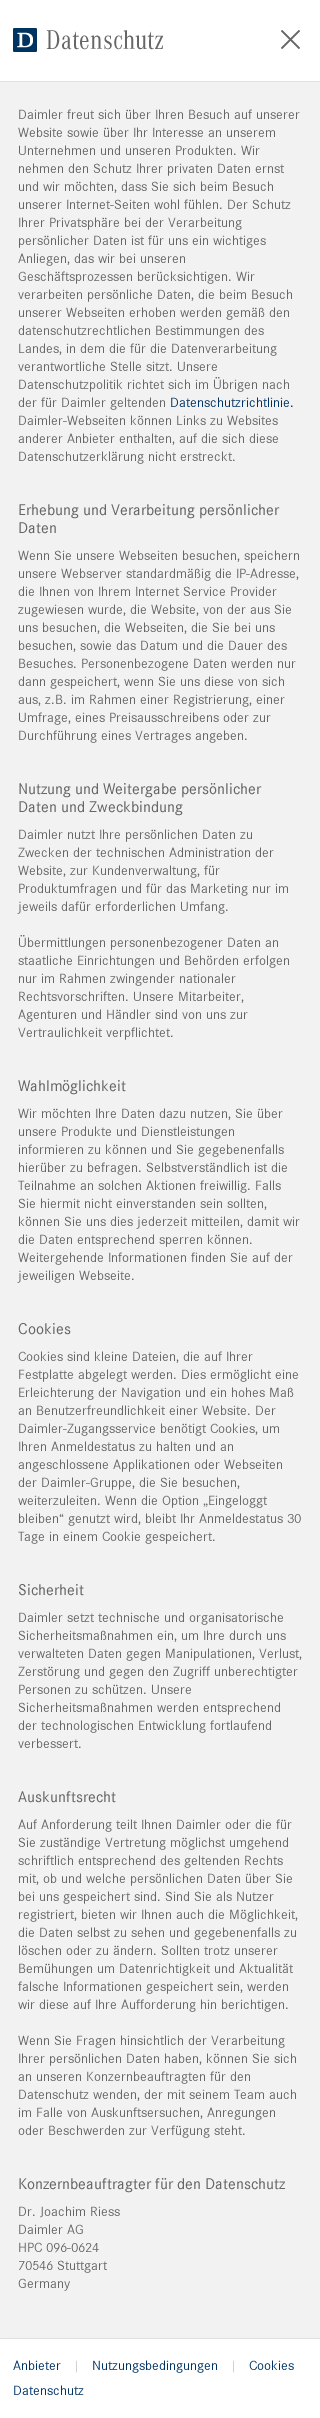 D Datenschutz
Daimler freut sich über Ihren Besuch auf unserer
Website sowie über Ihr Interesse an unserem
Unternehmen und unseren Produkten. Wir
nehmen den Schutz Ihrer privaten Daten ernst
und wir möchten, dass Sie sich beim Besuch
unserer Internet-Seiten wohl fühlen. Der Schutz
Ihrer Privatsphäre bei der Verarbeitung
persönlicher Daten ist für uns ein wichtiges
Anliegen, das wir bei unseren
Geschäftsprozessen berücksichtigen. Wir
verarbeiten persönliche Daten, die beim Besuch
unserer Webseiten erhoben werden gemäß den
datenschutzrechtlichen Bestimmungen des
Landes, in dem die für die Datenverarbeitung
verantwortliche Stelle sitzt. Unsere
Datenschutzpolitik richtet sich im Übrigen nach
der für Daimler geltenden Datenschutzrichtlinie.
Daimler-Webseiten können Links zu Websites
anderer Anbieter enthalten, auf die sich diese
Datenschutzerklärung nicht erstreckt.
Erhebung und Verarbeitung persönlicher
Daten
Wenn Sie unsere Webseiten besuchen, speichern
unsere Webserver standardmäßig die IP-Adresse,
die Ihnen von Ihrem Internet Service Provider
zugewiesen wurde, die Website, von der aus Sie
uns besuchen, die Webseiten, die Sie bei uns
besuchen, sowie das Datum und die Dauer des
Besuches. Personenbezogene Daten werden nur
dann gespeichert, wenn Sie uns diese von sich
aus, z.B. im Rahmen einer Registrierung, einer
Umfrage, eines Preisausschreibens oder zur
Durchführung eines Vertrages angeben.
Nutzung und Weitergabe persönlicher
Daten und Zweckbindung
Daimler nutzt Ihre persönlichen Daten zu
Zwecken der technischen Administration der
Website, zur Kundenverwaltung, für
Produktumfragen und für das Marketing nur im
jeweils dafür erforderlichen Umfang.
Übermittlungen personenbezogener Daten an
staatliche Einrichtungen und Behörden erfolgen
nur im Rahmen zwingender nationaler
Rechtsvorschriften. Unsere Mitarbeiter,
Agenturen und Händler sind von uns zur
Vertraulichkeit verpflichtet.
Wahlmöglichkeit
Wir möchten Ihre Daten dazu nutzen, Sie über
unsere Produkte und Dienstleistungen
informieren zu können und Sie gegebenenfalls
hierüber zu befragen. Selbstverständlich ist die
Teilnahme an solchen Aktionen freiwillig. Falls
Sie hiermit nicht einverstanden sein sollten,
können Sie uns dies jederzeit mitteilen, damit wir
die Daten entsprechend sperren können.
Weitergehende Informationen finden Sie auf der
jeweiligen Webseite.
Cookies
Cookies sind kleine Dateien, die auf Ihrer
Festplatte abgelegt werden. Dies ermöglicht eine
Erleichterung der Navigation und ein hohes Maß
an Benutzerfreundlichkeit einer Website. Der
Daimler-Zugangsservice benötigt Cookies, um
Ihren Anmeldestatus zu halten und an
angeschlossene Applikationen oder Webseiten
der Daimler-Gruppe, die Sie besuchen,
weiterzuleiten. Wenn die Option „Eingeloggt
bleiben“ genutzt wird, bleibt Ihr Anmeldestatus 30
Tage in einem Cookie gespeichert.
Sicherheit
Daimler setzt technische und organisatorische
Sicherheitsmaßnahmen ein, um Ihre durch uns
verwalteten Daten gegen Manipulationen, Verlust,
Zerstörung und gegen den Zugriff unberechtigter
Personen zu schützen. Unsere
Sicherheitsmaßnahmen werden entsprechend
der technologischen Entwicklung fortlaufend
verbessert.
Auskunftsrecht
Auf Anforderung teilt Ihnen Daimler oder die für
Sie zuständige Vertretung möglichst umgehend
schriftlich entsprechend des geltenden Rechts
mit, ob und welche persönlichen Daten über Sie
bei uns gespeichert sind. Sind Sie als Nutzer
registriert, bieten wir Ihnen auch die Möglichkeit,
die Daten selbst zu sehen und gegebenenfalls zu
löschen oder zu ändern. Sollten trotz unserer
Bemühungen um Datenrichtigkeit und Aktualität
falsche Informationen gespeichert sein, werden
wir diese auf Ihre Aufforderung hin berichtigen.
Wenn Sie Fragen hinsichtlich der Verarbeitung
Ihrer persönlichen Daten haben, können Sie sich
an unseren Konzernbeauftragten für den
Datenschutz wenden, der mit seinem Team auch
im Falle von Auskunftsersuchen, Anregungen
oder Beschwerden zur Verfügung steht.
Konzernbeauftragter für den Datenschutz
Dr. Joachim Riess
Daimler AG
HPC 096-0624
70546 Stuttgart
Germany
Anbieter | Nutzungsbedingungen | Cookies
Datenschutz